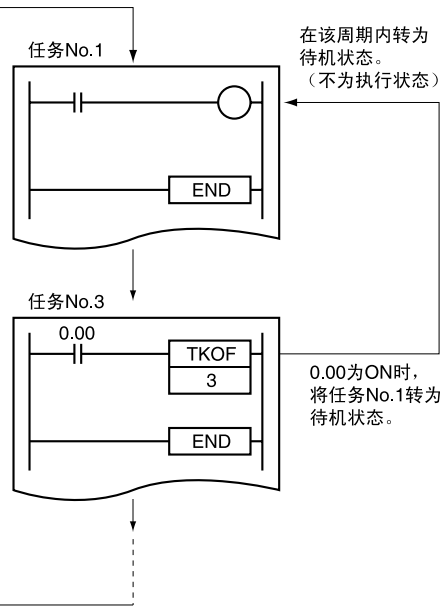 任务No.1
在该周期内转为
待机状态。
（不为执行状态）
END
任务No.3
0.00
TKOF
3
END
0.00为ON时，
将任务No.1转为
待机状态。